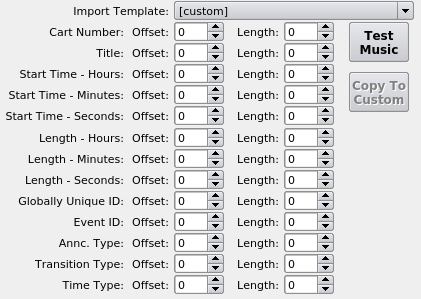 Import Template: [custom]
Cart Number: Offset: 0 Length: 0
Test
Music
Title: Offset: 0 Length: 0
Start Time - Hours: Offset: 0 Length: 0
Copy To
Custom
Start Time - Minutes: Offset: 0 Length: 0
Start Time - Seconds: Offset: 0 Length: 0
Length - Hours: Offset: 0 Length: 0
Length - Minutes: Offset: 0 Length: 0
Length - Seconds: Offset: 0 Length: 0
Globally Unique ID: Offset: 0 Length: 0
Event ID: Offset: 0 Length: 0
Annc. Type: Offset: 0 Length: 0
Transition Type: Offset: 0 Length: 0
Time Type: Offset: 0 Length: 0